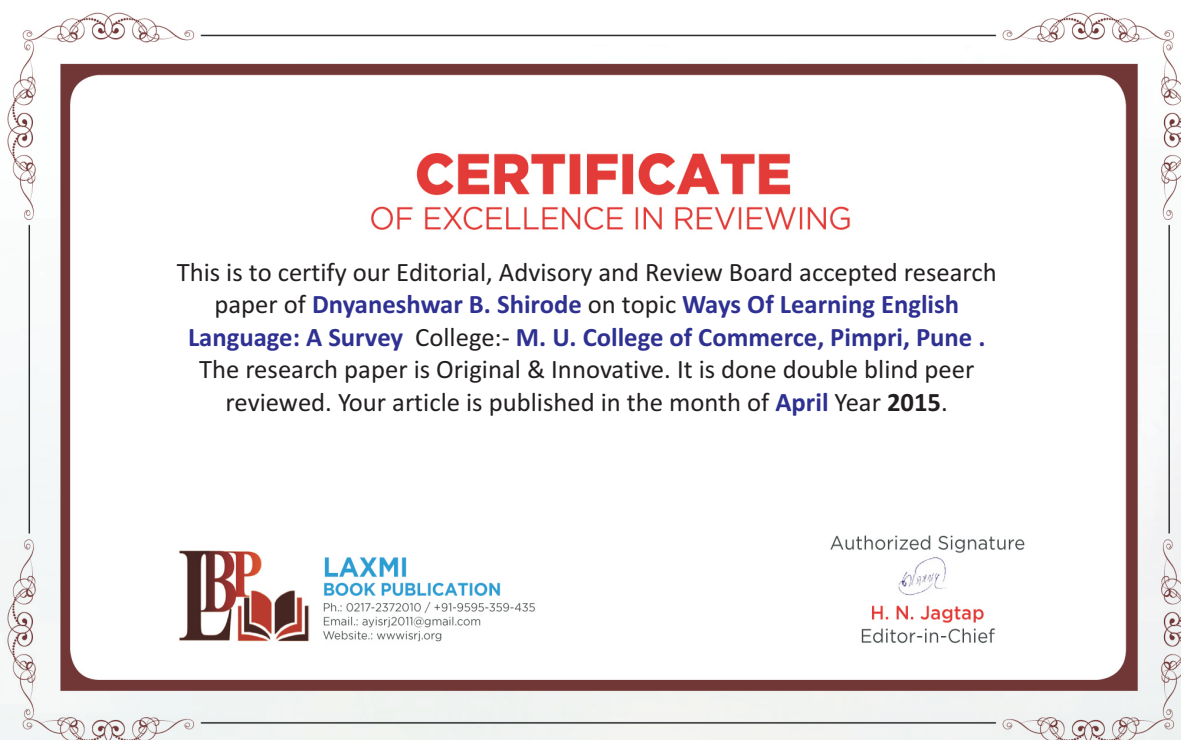 CERTIFICATE
OF EXCELLENCE IN REVIEWING
This is to certify our Editorial, Advisory and Review Board accepted research
paper of Dnyaneshwar B. Shirode on topic Ways Of Learning English
Language: A Survey College:- M. U. College of Commerce, Pimpri, Pune .
The research paper is Original & Innovative. It is done double blind peer
reviewed. Your article is published in the month of April Year 2015.
LBP
LAXMI
BOOK PUBLICATION
Ph.: 0217-2372010 / +91-9595-359-435
Email.: ayisrj2011@gmail.com
Website.: wwwisrj.org
Authorized Signature
H. N. Jagtap
Editor-in-Chief